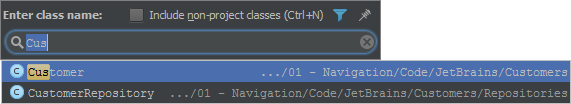 Enter class name: Include non-project classes (Ctrl+N)
Cus
C Customer .../01 - Navigation/Code/JetBrains/Customers
C CustomerRepository .../01 - Navigation/Code/JetBrains/Customers/Repositories